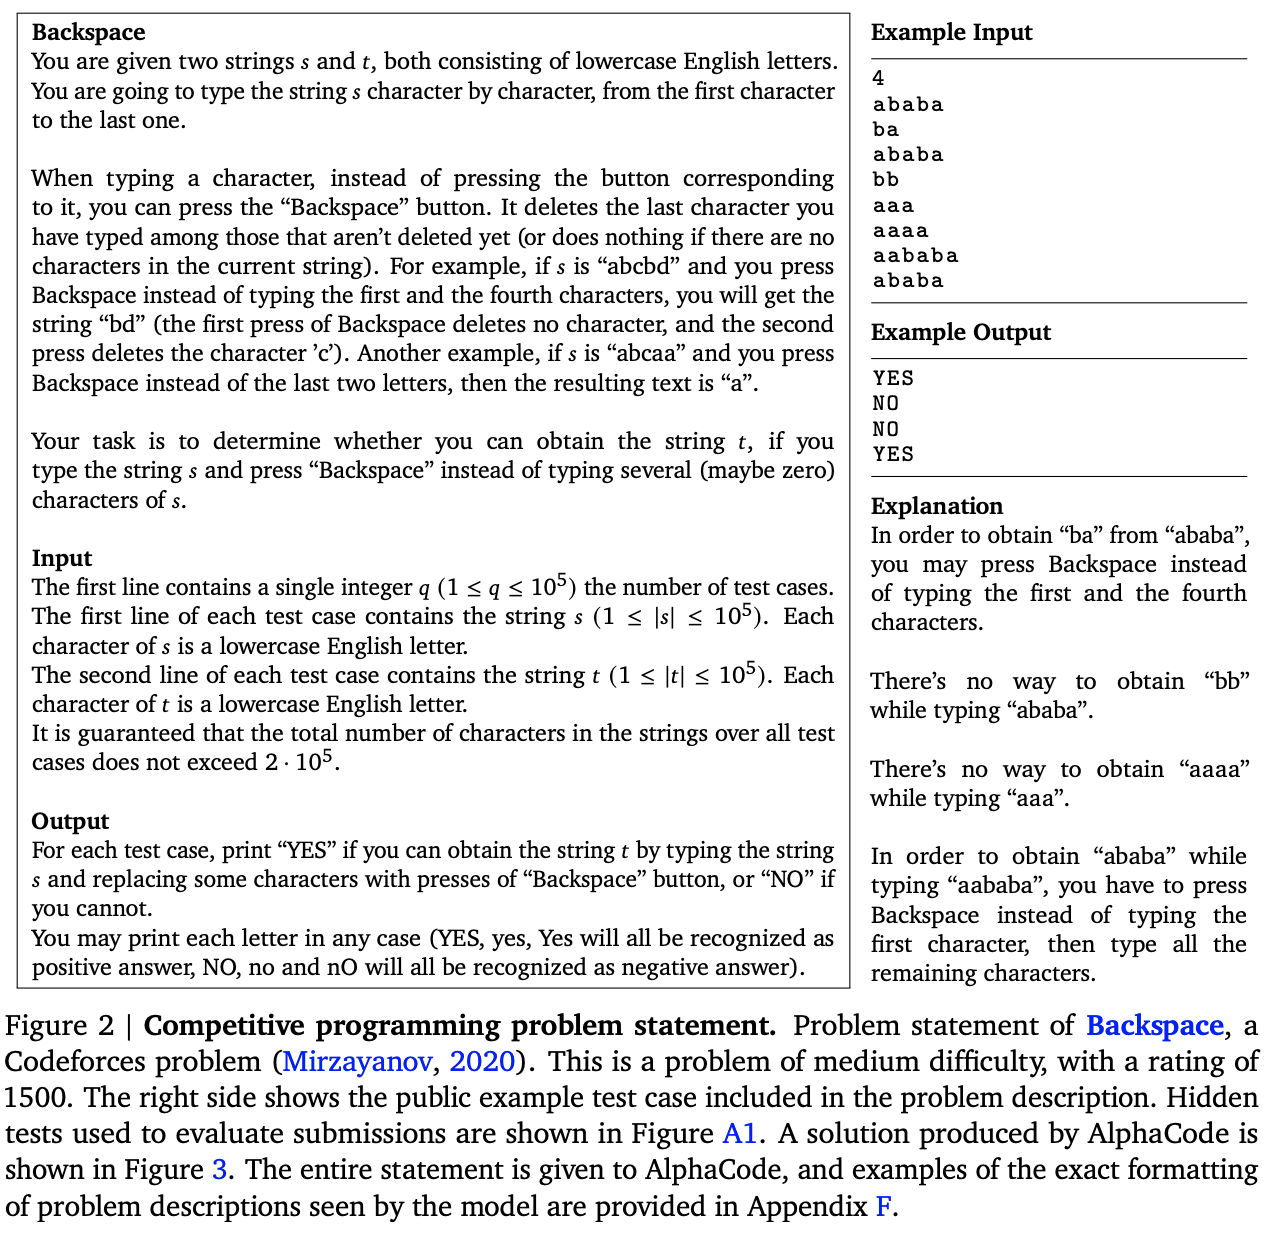 Backspace
You are given two strings s and t, both consisting of lowercase English letters.
You are going to type the string s character by character, from the first character
to the last one.
When typing a character, instead of pressing the button corresponding
to it, you can press the “Backspace” button. It deletes the last character you
have typed among those that aren’t deleted yet (or does nothing if there are no
characters in the current string). For example, if s is “abcbd” and you press
Backspace instead of typing the first and the fourth characters, you will get the
string “bd” (the first press of Backspace deletes no character, and the second
press deletes the character ’c’). Another example, if s is “abcaa” and you press
Backspace instead of the last two letters, then the resulting text is “a”.
Your task is to determine whether you can obtain the string t, if you
type the string s and press “Backspace” instead of typing several (maybe zero)
characters of s.
Input
The first line contains a single integer q (1 ≤ q ≤ 10⁵) the number of test cases.
The first line of each test case contains the string s (1 ≤ |s| ≤ 10⁵). Each
character of s is a lowercase English letter.
The second line of each test case contains the string t (1 ≤ |t| ≤ 10⁵). Each
character of t is a lowercase English letter.
It is guaranteed that the total number of characters in the strings over all test
cases does not exceed 2 · 10⁵.
Output
For each test case, print “YES” if you can obtain the string t by typing the string
s and replacing some characters with presses of “Backspace” button, or “NO” if
you cannot.
You may print each letter in any case (YES, yes, Yes will all be recognized as
positive answer, NO, no and nO will all be recognized as negative answer).
Example Input
4
ababa
ba
ababa
bb
aaa
aaaa
aababa
ababa
Example Output
YES
NO
NO
YES
Explanation
In order to obtain “ba” from “ababa”,
you may press Backspace instead
of typing the first and the fourth
characters.
There’s no way to obtain “bb”
while typing “ababa”.
There’s no way to obtain “aaaa”
while typing “aaa”.
In order to obtain “ababa” while
typing “aababa”, you have to press
Backspace instead of typing the
first character, then type all the
remaining characters.
Figure 2 | Competitive programming problem statement. Problem statement of Backspace, a
Codeforces problem (Mirzayanov, 2020). This is a problem of medium difficulty, with a rating of
1500. The right side shows the public example test case included in the problem description. Hidden
tests used to evaluate submissions are shown in Figure A1. A solution produced by AlphaCode is
shown in Figure 3. The entire statement is given to AlphaCode, and examples of the exact formatting
of problem descriptions seen by the model are provided in Appendix F.